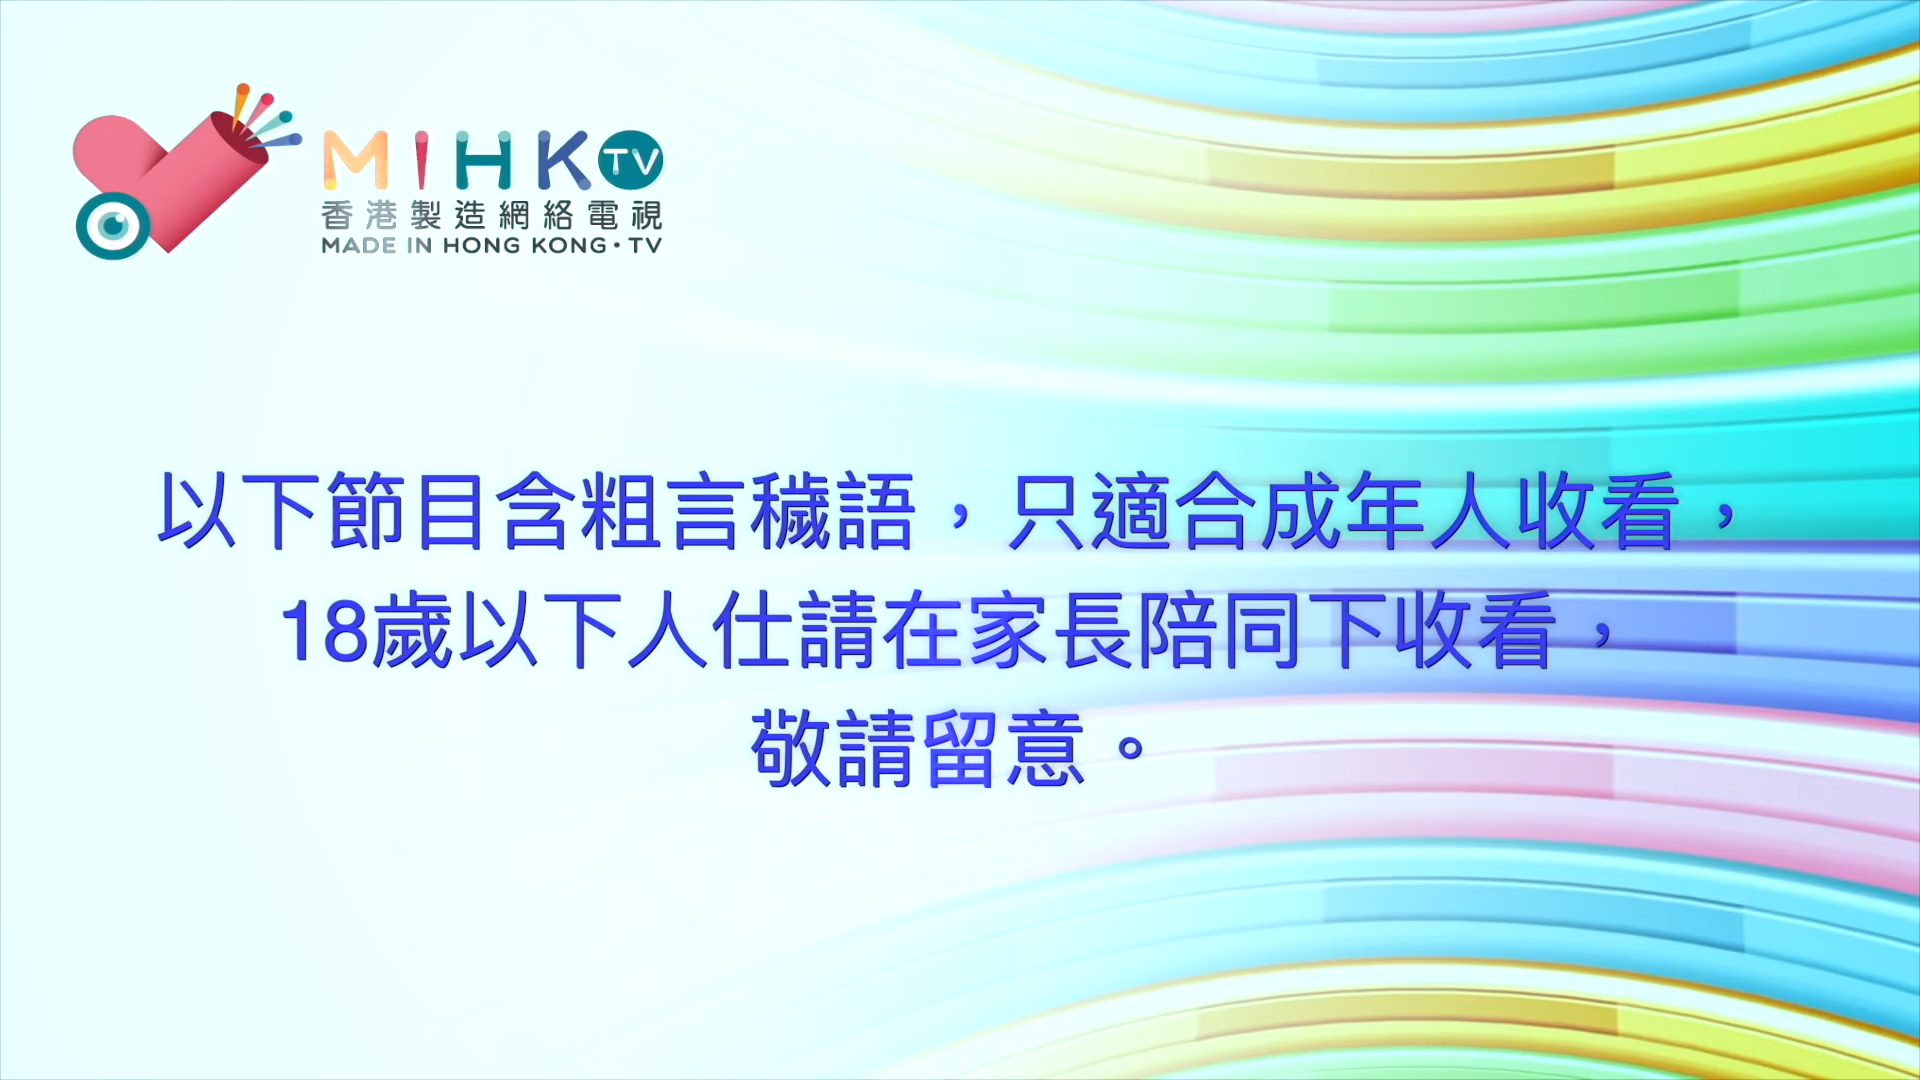 MIHK TV
香港製造網絡電視
MADE IN HONG KONG・TV
以下節目含粗言穢語，只適合成年人收看，
18歲以下人仕請在家長陪同下收看，
敬請留意。